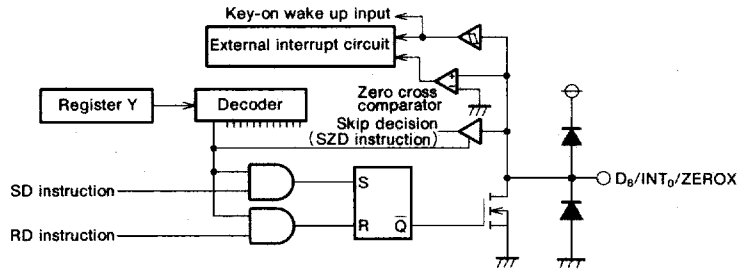 Key-on wake up input
External interrupt circuit
Zero cross
comparator
Register Y
Decoder
Skip decision
(SZD instruction)
SD instruction
S
RD instruction
R
Q̅
D₈/INT₀/ZEROX
+
-